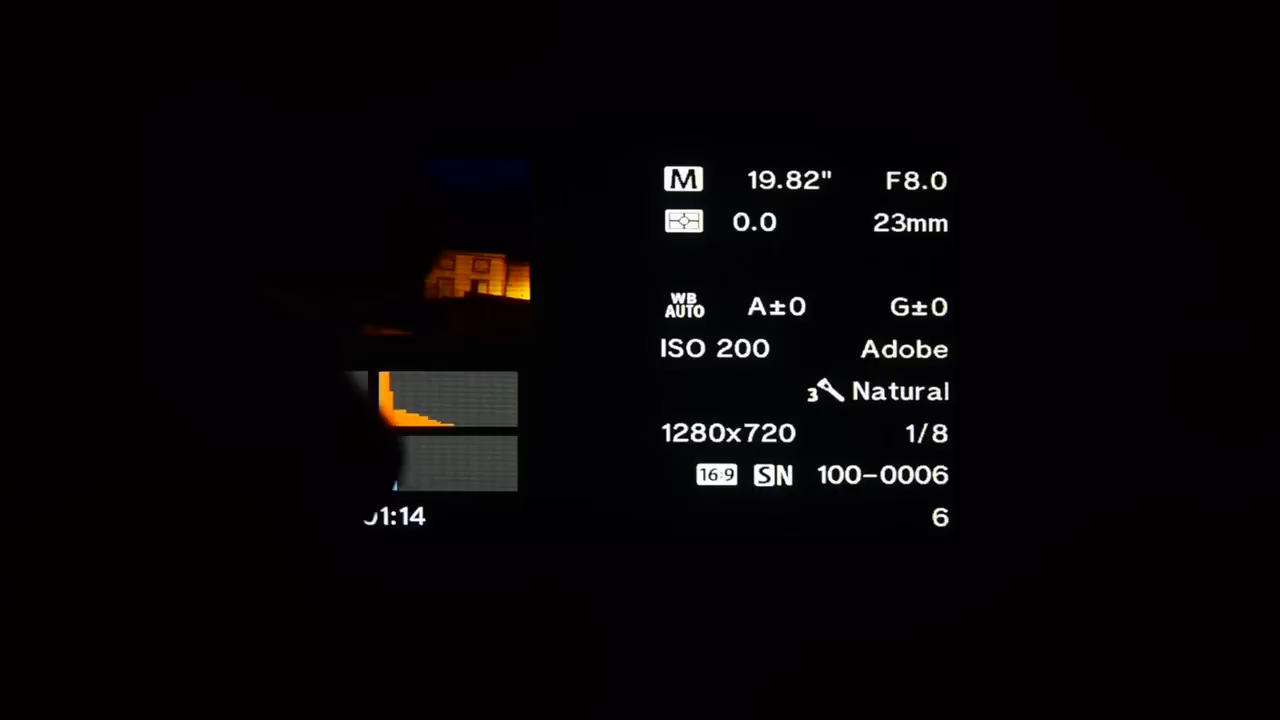 M 19.82" F8.0
0.0 23mm
WB AUTO A±0 G±0
ISO 200 Adobe
3 Natural
1280x720 1/8
16:9 SN 100-0006
1:14 6